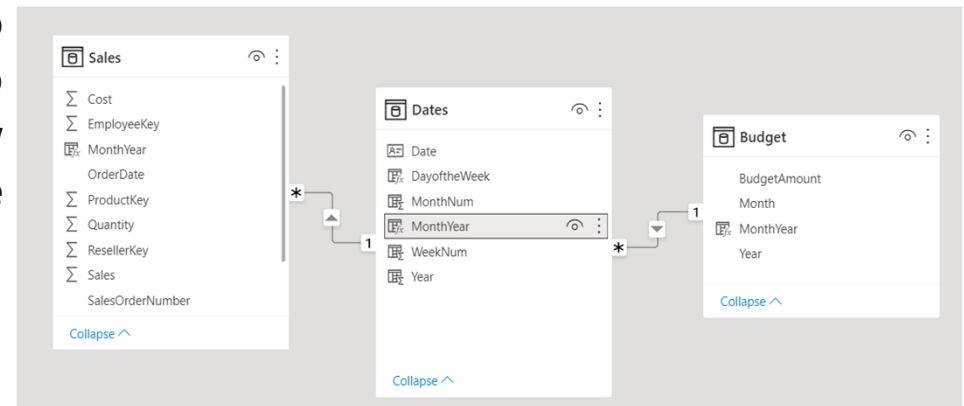 Sales
Cost
EmployeeKey
MonthYear
OrderDate
ProductKey
Quantity
ResellerKey
Sales
SalesOrderNumber
Collapse
*
1
Dates
Date
DayoftheWeek
MonthNum
MonthYear
WeekNum
Year
Collapse
*
1
Budget
BudgetAmount
Month
MonthYear
Year
Collapse